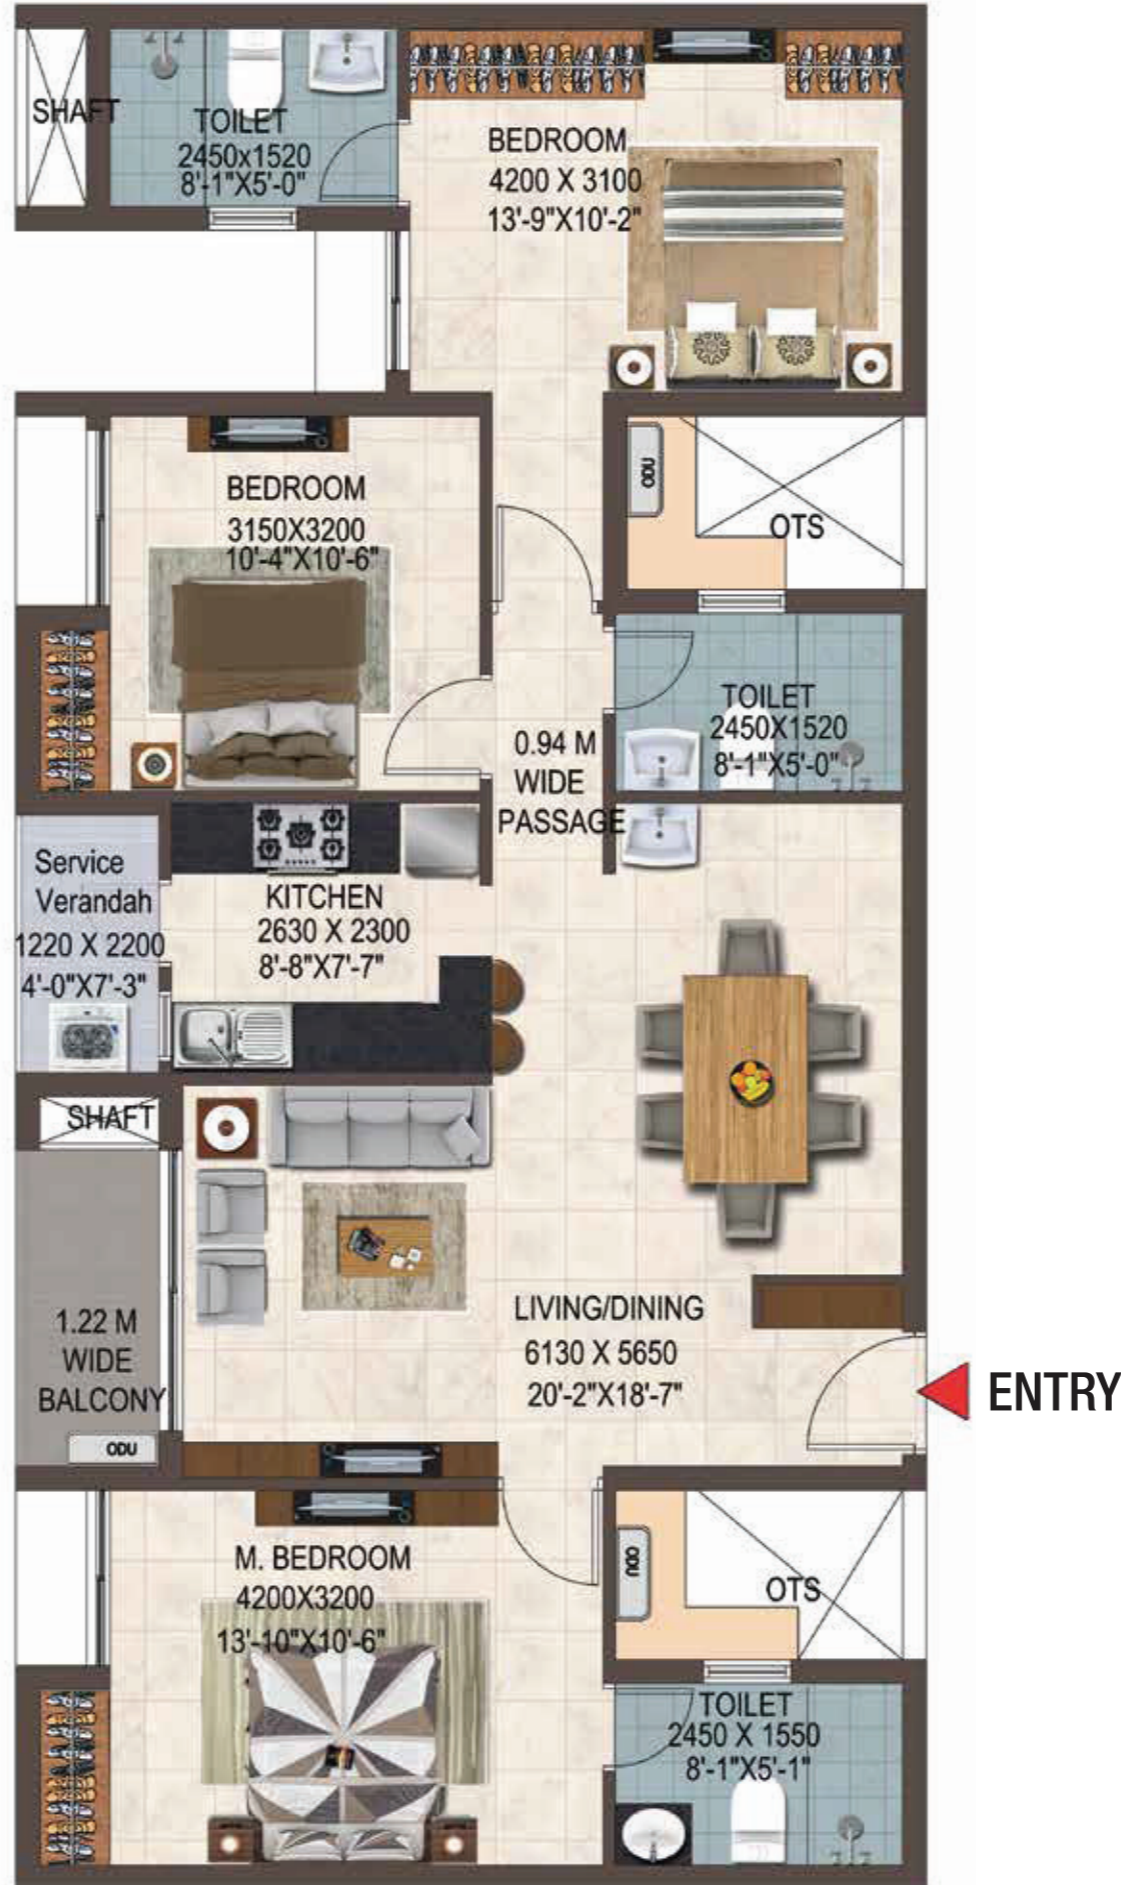 SHAFT
TOILET
2450x1520
8'-1"X5'-0"
BEDROOM
4200 X 3100
13'-9"X10'-2"
BEDROOM
3150X3200
10'-4"X10'-6"
ODU
OTS
TOILET
2450X1520
8'-1"X5'-0"
0.94 M
WIDE
PASSAGE
Service
Verandah
1220 X 2200
4'-0"X7'-3"
KITCHEN
2630 X 2300
8'-8"X7'-7"
SHAFT
1.22 M
WIDE
BALCONY
ODU
LIVING/DINING
6130 X 5650
20'-2"X18'-7"
ENTRY
M. BEDROOM
4200X3200
13'-10"X10'-6"
ODU
OTS
TOILET
2450 X 1550
8'-1"X5'-1"